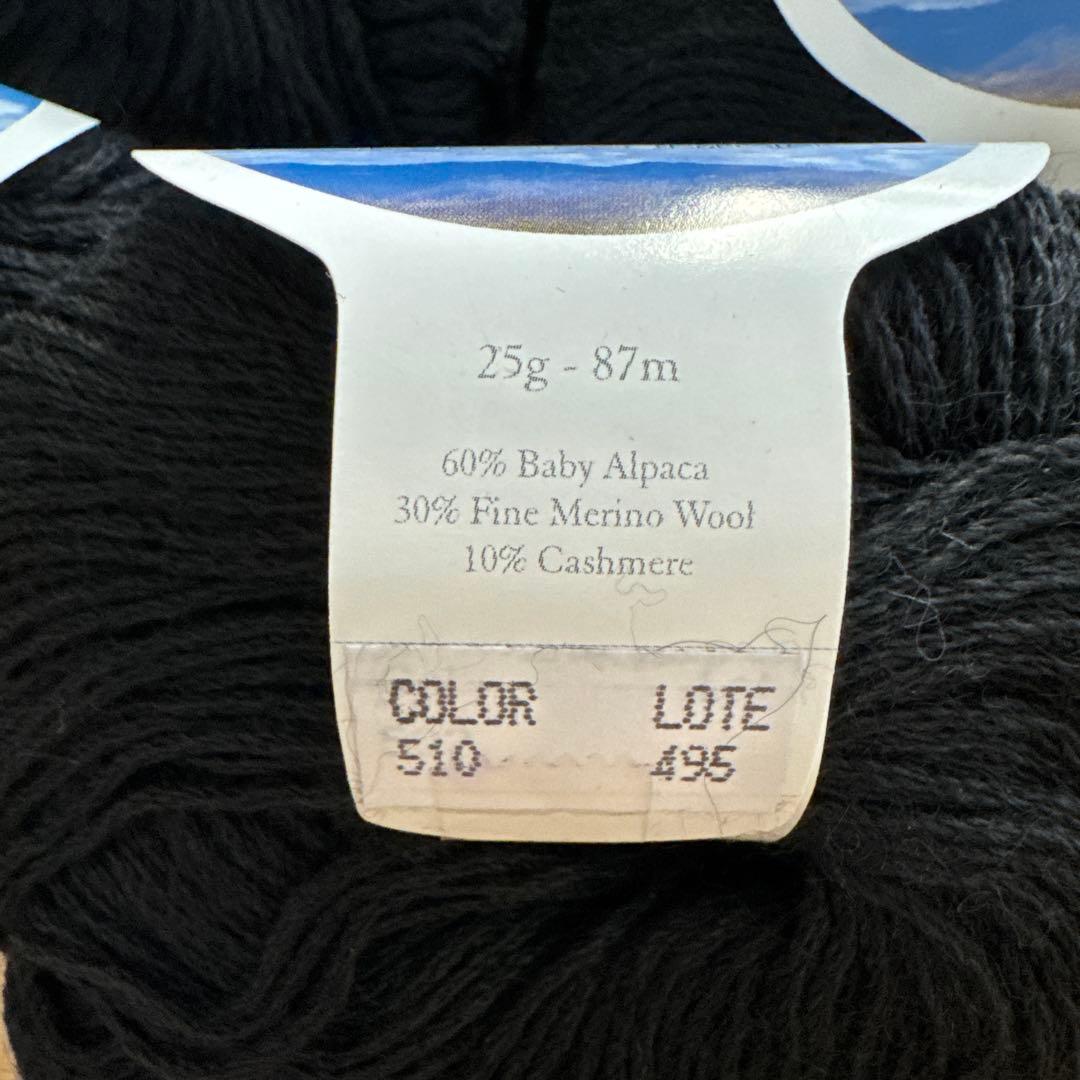 25g - 87m
60% Baby Alpaca
30% Fine Merino Wool
10% Cashmere
COLOR LOTE
510 495